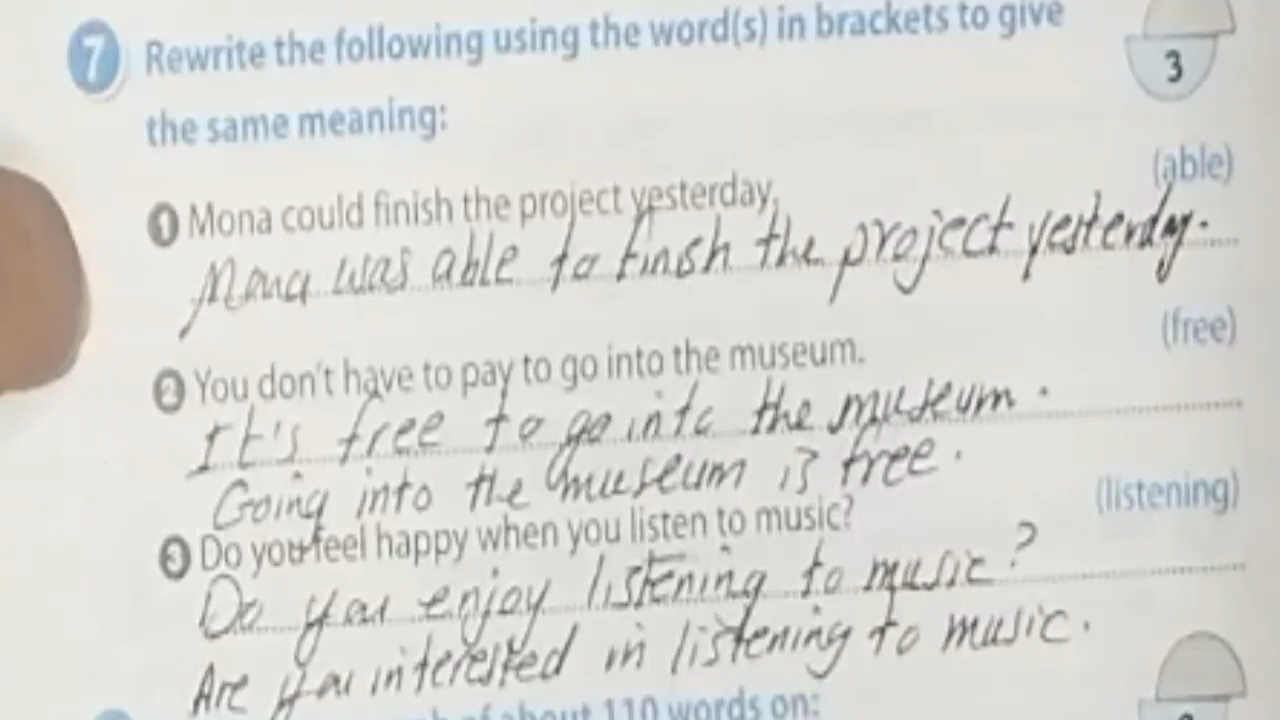 7 Rewrite the following using the word(s) in brackets to give
3
the same meaning:
(able)
1 Mona could finish the project yesterday.
Mona was able to finsh the project yesterday.
(free)
2 You don't have to pay to go into the museum.
It's free to go into the museum.
Going into the museum is free.
(listening)
3 Do you feel happy when you listen to music?
Do you enjoy listening to music?
Are you interested in listening to music.
of about 110 words on: